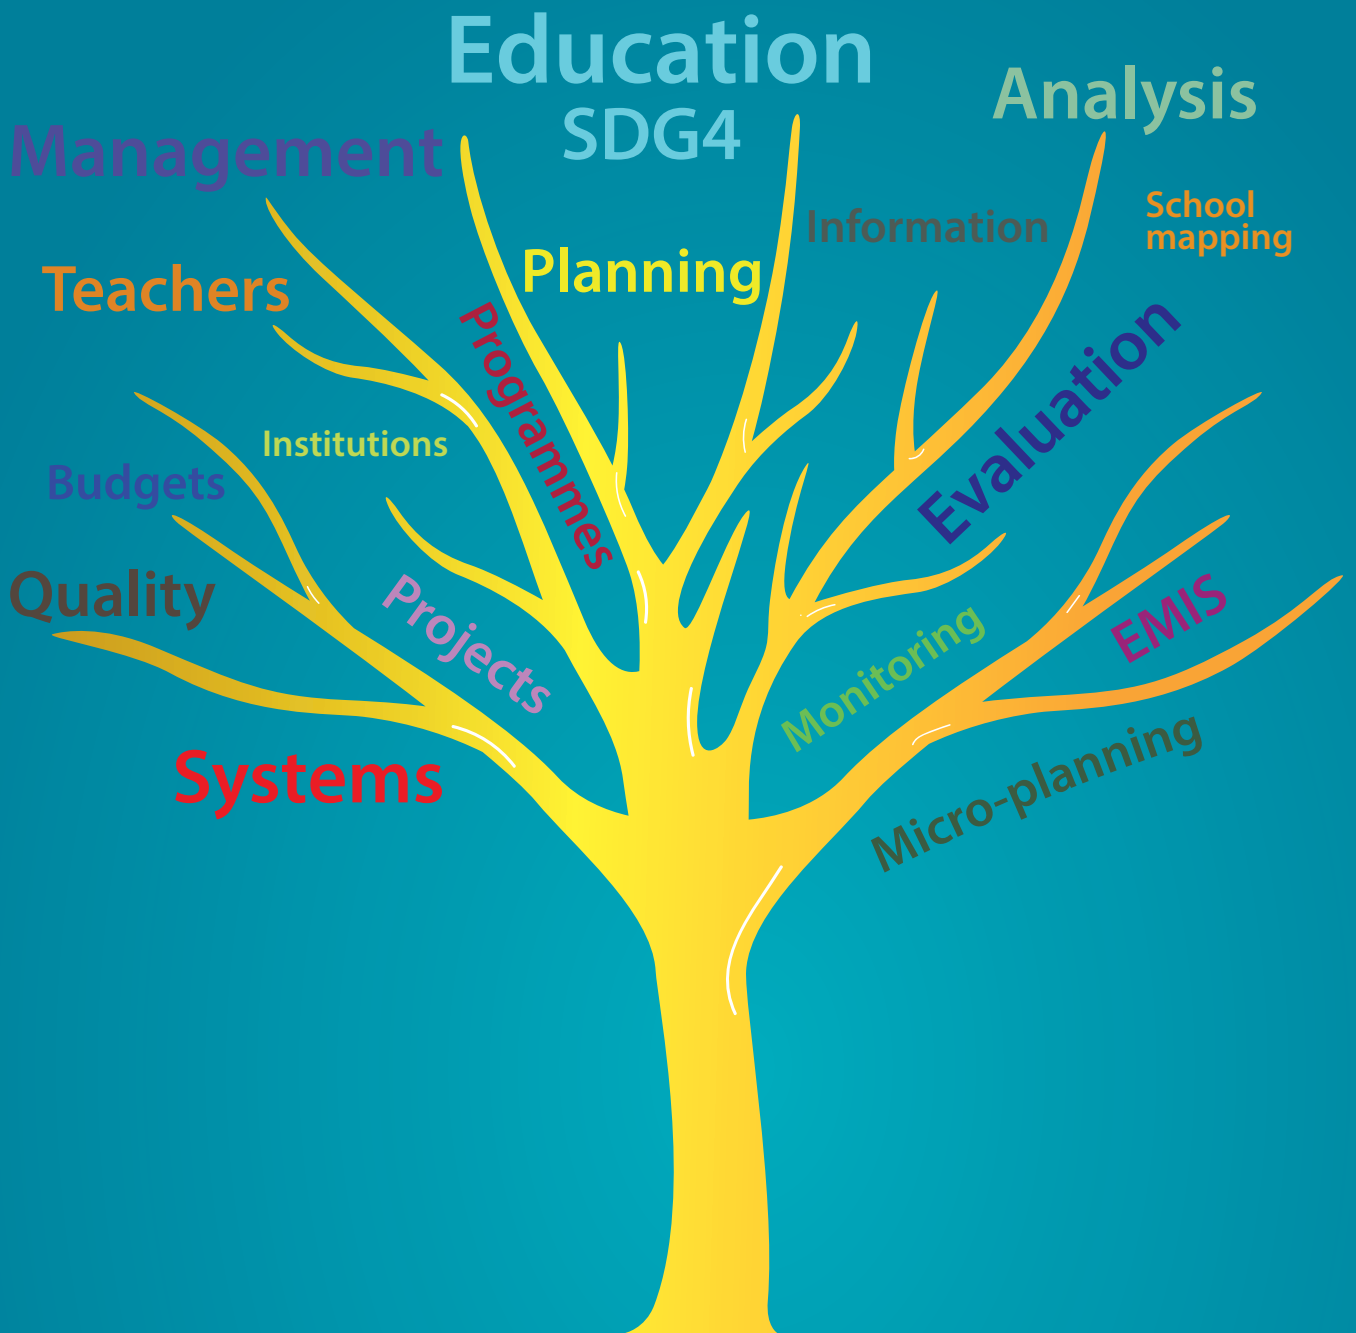 Education
SDG4
Analysis
Management
School
mapping
Information
Planning
Teachers
Programmes
Evaluation
Institutions
Budgets
Quality
Projects
EMIS
Monitoring
Systems
Micro-planning